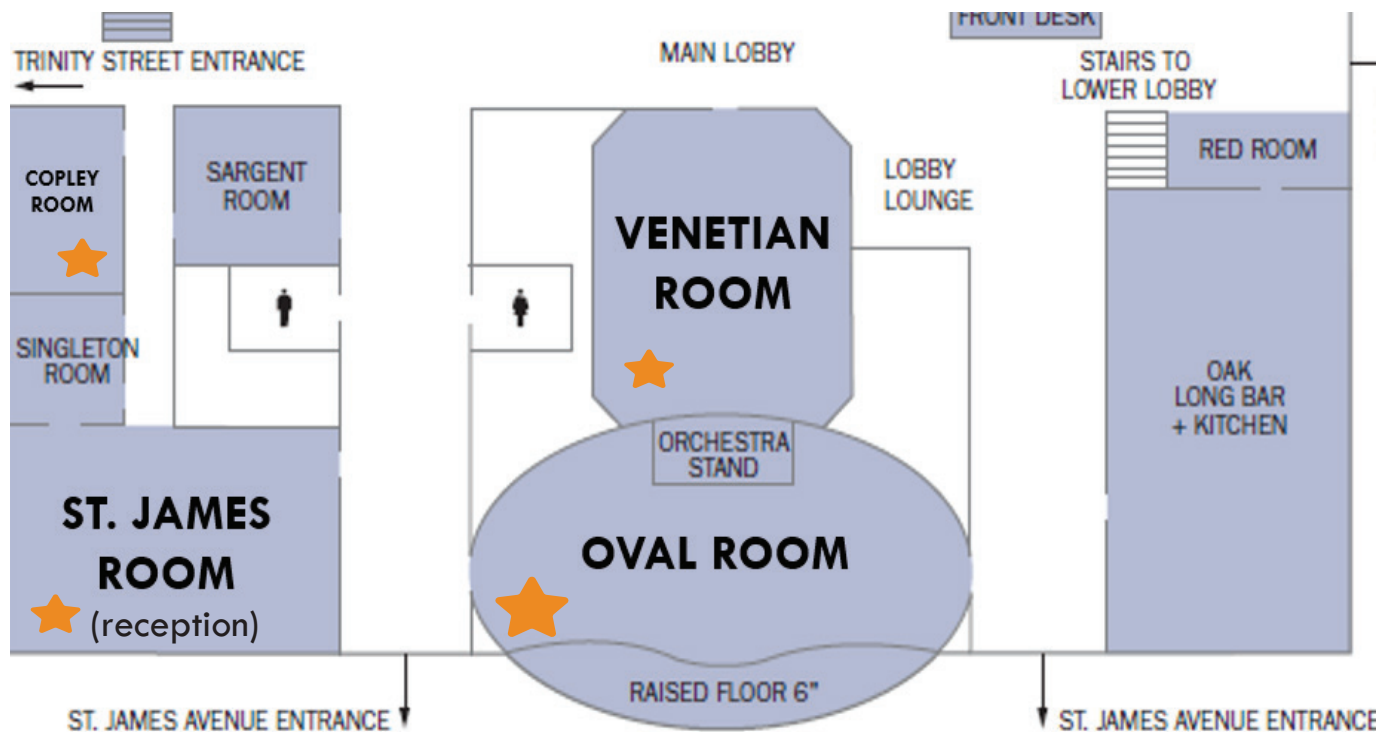 FRONT DESK
TRINITY STREET ENTRANCE
MAIN LOBBY
STAIRS TO
LOWER LOBBY
COPLEY
ROOM
SARGENT
ROOM
LOBBY
LOUNGE
RED ROOM
VENETIAN
ROOM
SINGLETON
ROOM
OAK
LONG BAR
+ KITCHEN
ORCHESTRA
STAND
ST. JAMES
ROOM
(reception)
OVAL ROOM
RAISED FLOOR 6"
ST. JAMES AVENUE ENTRANCE
ST. JAMES AVENUE ENTRANCE